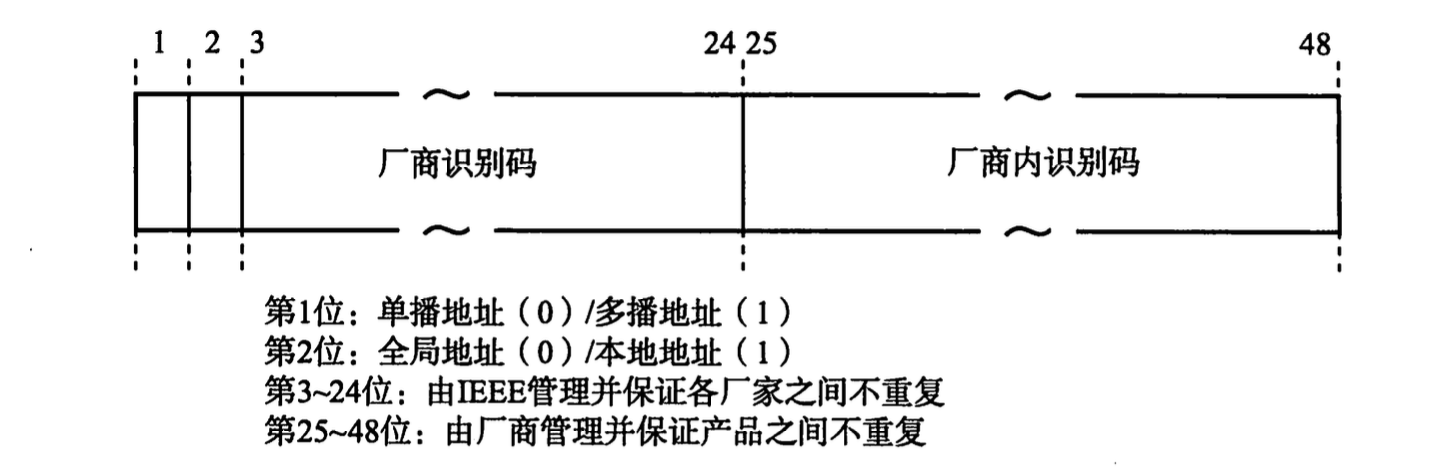 1 2 3 24 25 48
厂商识别码 厂商内识别码
第1位：单播地址（0）/多播地址（1）
第2位：全局地址（0）/本地地址（1）
第3~24位：由IEEE管理并保证各厂家之间不重复
第25~48位：由厂商管理并保证产品之间不重复